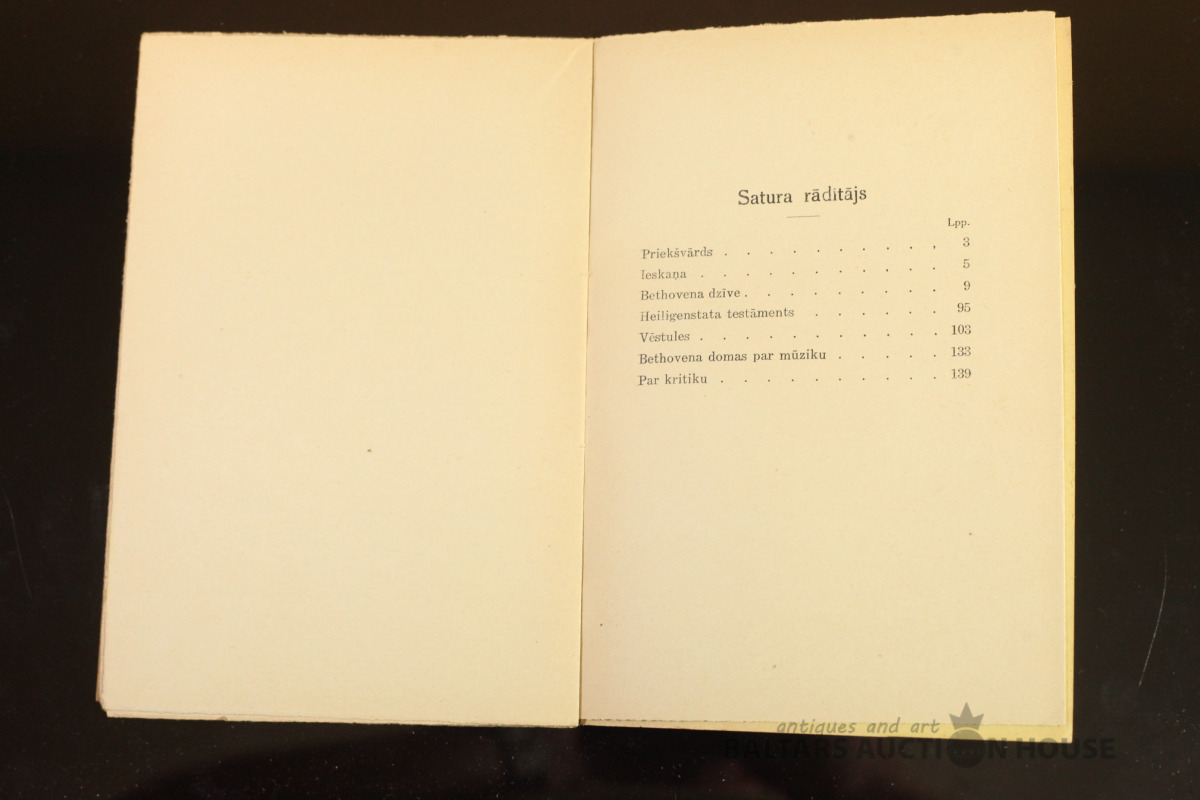 Satura rādītājs
Lpp.
Priekšvārds . . . . . . . . . . 3
Ieskaņa . . . . . . . . . . . 5
Bethovena dzīve . . . . . . . . . 9
Heiligenstata testāments . . . . . . 95
Vēstules . . . . . . . . . . . 103
Bethovena domas par mūziku . . . . . 133
Par kritiku . . . . . . . . . . 139
antiques and art
BALTARS AUCTION HOUSE